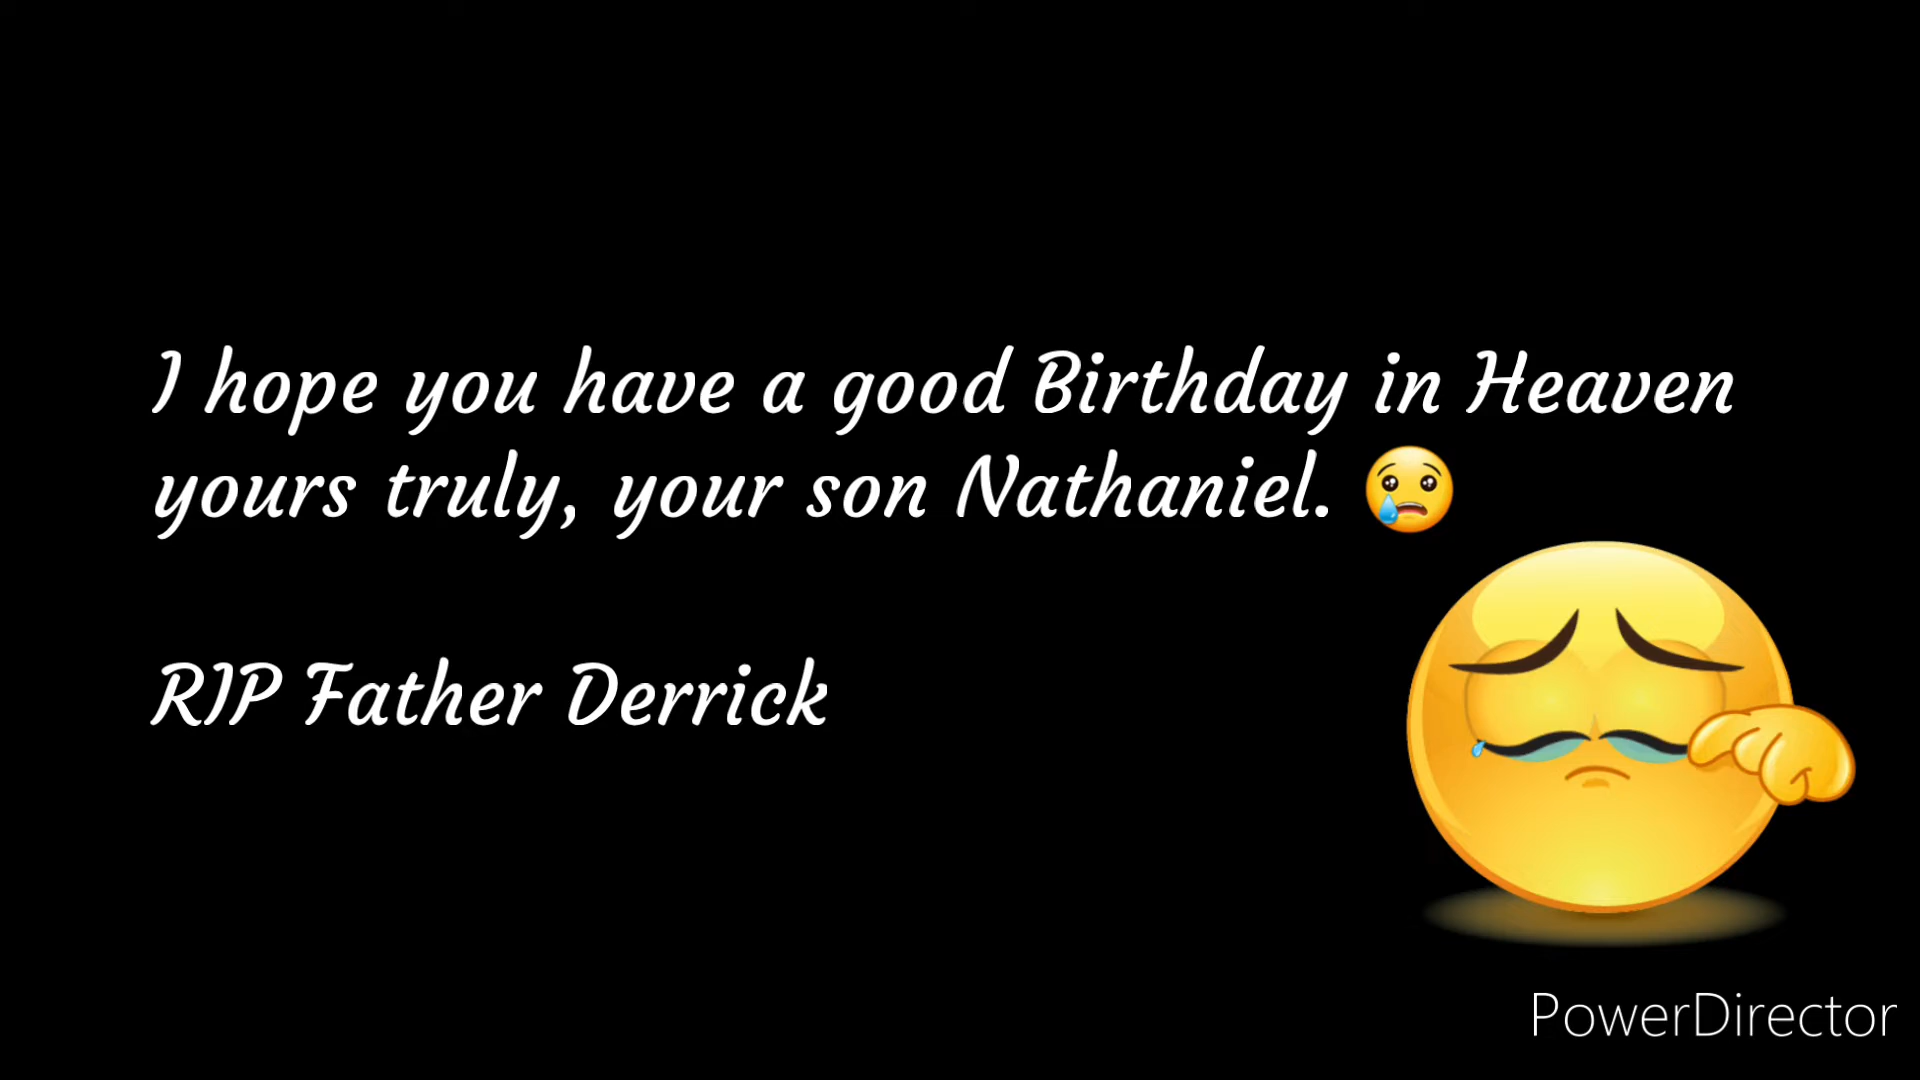 I hope you have a good Birthday in Heaven
yours truly, your son Nathaniel. 😢
RIP Father Derrick
PowerDirector